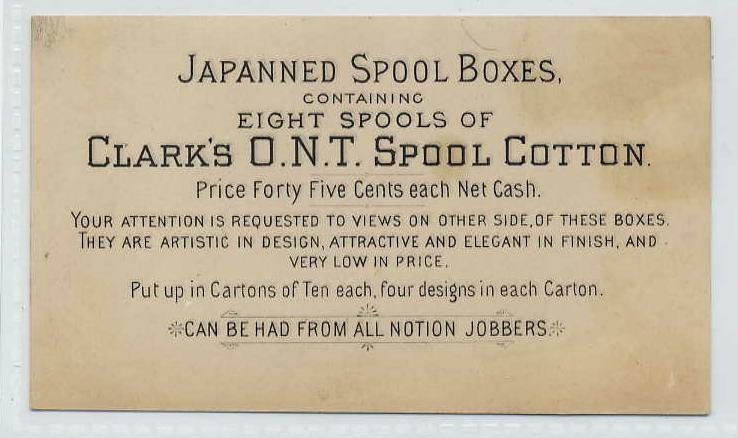 JAPANNED SPOOL BOXES,
CONTAINING
EIGHT SPOOLS OF
CLARK'S O.N.T. SPOOL COTTON.
Price Forty Five Cents each Net Cash.
YOUR ATTENTION IS REQUESTED TO VIEWS ON OTHER SIDE, OF THESE BOXES.
THEY ARE ARTISTIC IN DESIGN, ATTRACTIVE AND ELEGANT IN FINISH, AND
VERY LOW IN PRICE.
Put up in Cartons of Ten each, four designs in each Carton.
CAN BE HAD FROM ALL NOTION JOBBERS